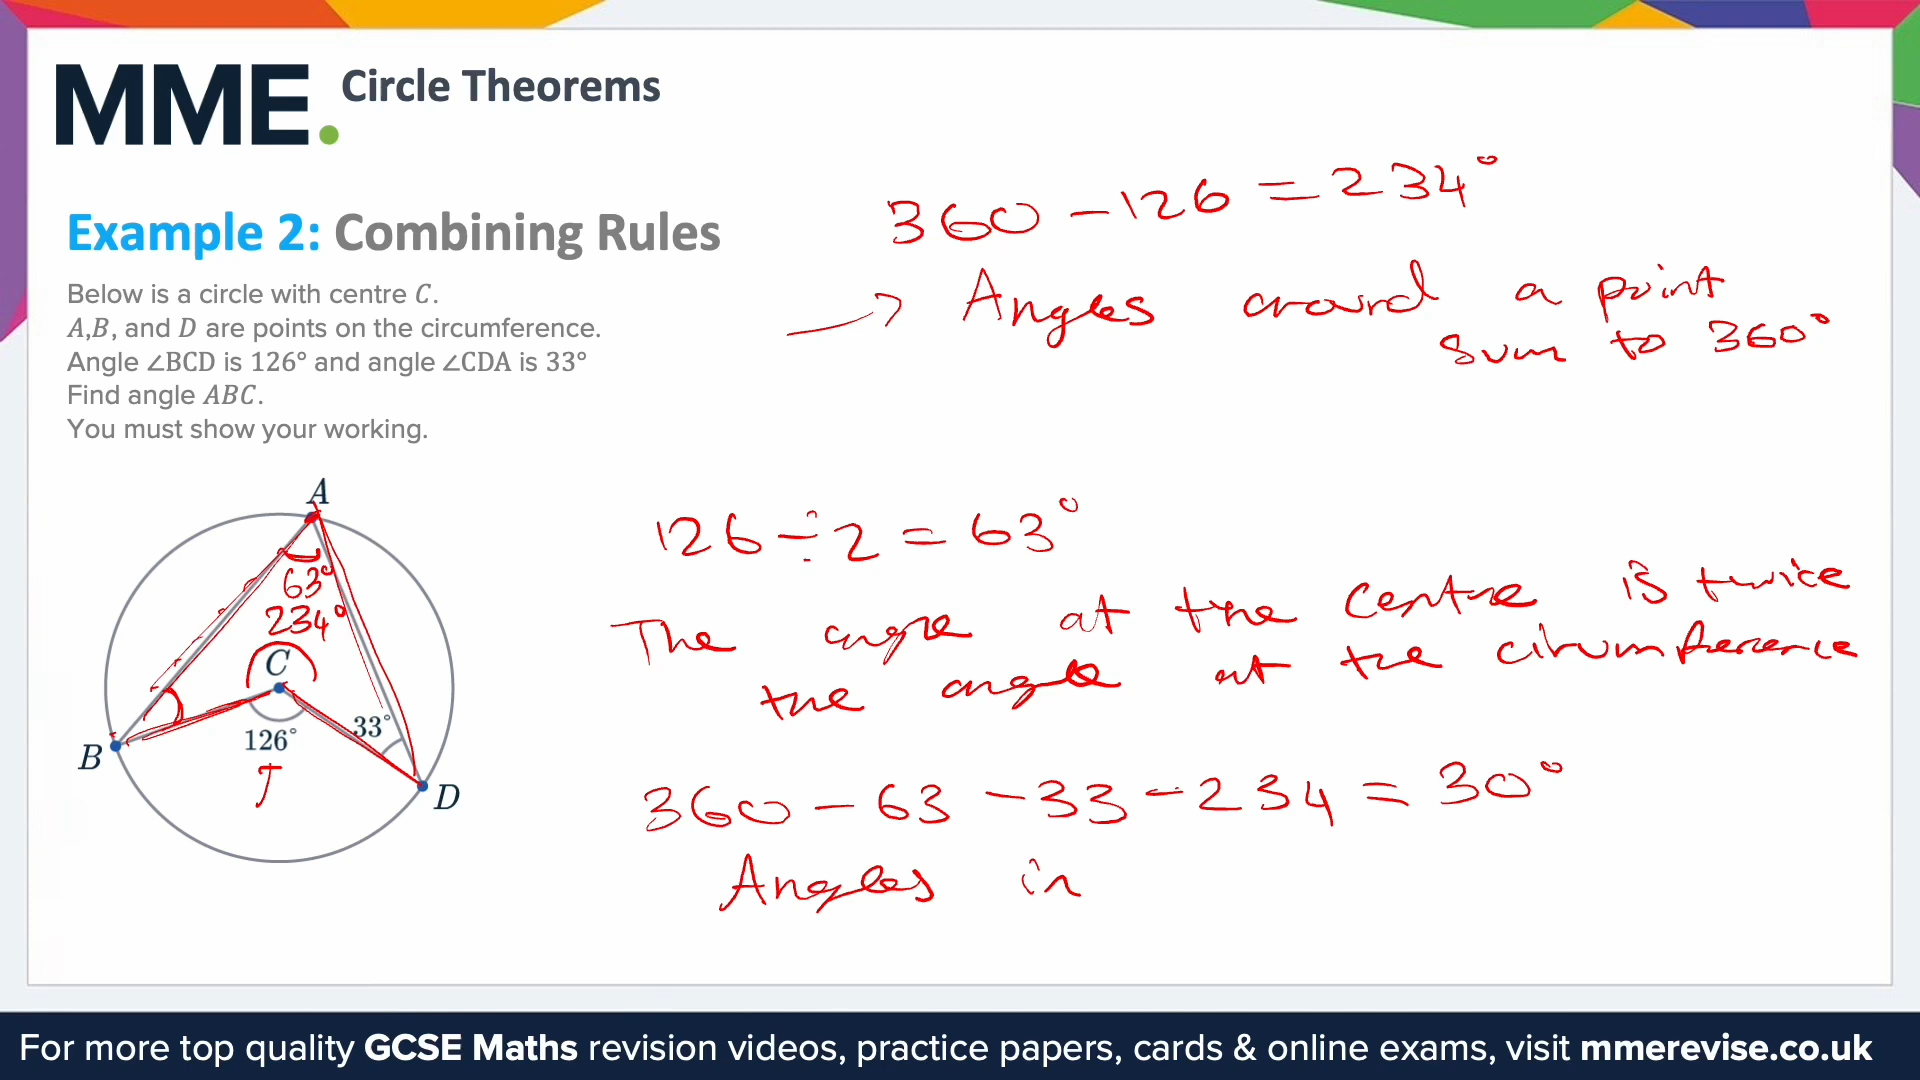 MME.
Circle Theorems
Example 2: Combining Rules
Below is a circle with centre C.
A,B, and D are points on the circumference.
Angle ∠BCD is 126° and angle ∠CDA is 33°
Find angle ABC.
You must show your working.
360 - 126 = 234°
→ Angles around a point
sum to 360°
A
63°
234°
C
33°
126°
B
D
126 ÷ 2 = 63°
The angle at the centre is twice
the angle at the circumference
360 - 63 - 33 - 234 = 30°
Angles in
For more top quality GCSE Maths revision videos, practice papers, cards & online exams, visit mmerevise.co.uk